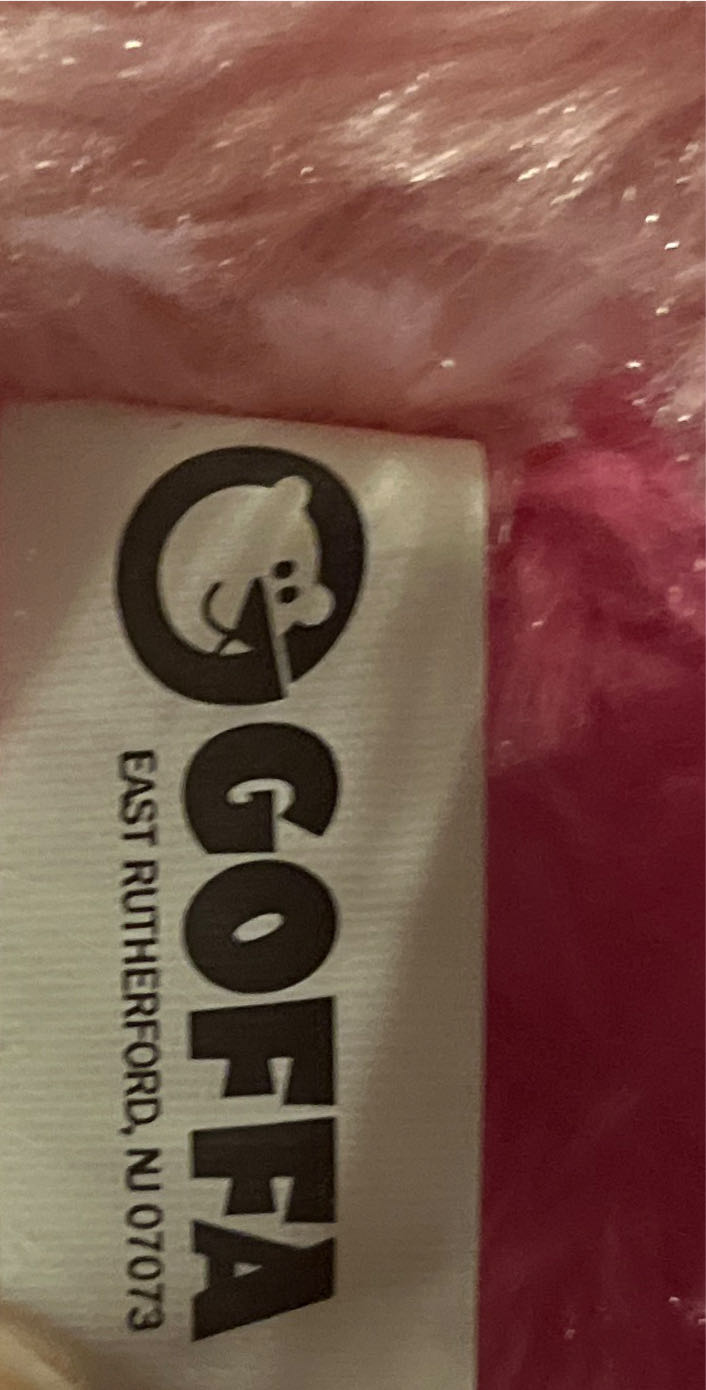 GOFFA
EAST RUTHERFORD, NJ 07073